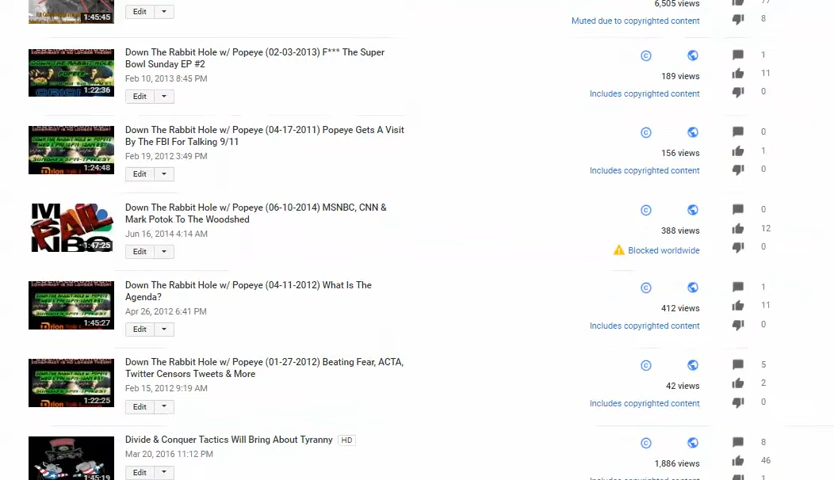 6,505 views
77
1:45:45
Edit
Muted due to copyrighted content
8
Down The Rabbit Hole w/ Popeye (02-03-2013) F*** The Super
Bowl Sunday EP #2
Feb 10, 2013 8:45 PM
1:22:36
Edit
1
189 views
11
Includes copyrighted content
0
Down The Rabbit Hole w/ Popeye (04-17-2011) Popeye Gets A Visit
By The FBI For Talking 9/11
Feb 19, 2012 3:49 PM
1:24:48
Edit
0
156 views
1
Includes copyrighted content
0
MSNBC
FAIL
1:47:25
Down The Rabbit Hole w/ Popeye (06-10-2014) MSNBC, CNN &
Mark Potok To The Woodshed
Jun 16, 2014 4:14 AM
Edit
0
388 views
12
Blocked worldwide
0
Down The Rabbit Hole w/ Popeye (04-11-2012) What Is The
Agenda?
Apr 26, 2012 6:41 PM
1:45:27
Edit
1
412 views
11
Includes copyrighted content
0
Down The Rabbit Hole w/ Popeye (01-27-2012) Beating Fear, ACTA,
Twitter Censors Tweets & More
Feb 15, 2012 9:19 AM
1:22:25
Edit
5
42 views
2
Includes copyrighted content
0
Divide & Conquer Tactics Will Bring About Tyranny HD
Mar 20, 2016 11:12 PM
1:45:19
Edit
8
1,886 views
46
Includes copyrighted content
1